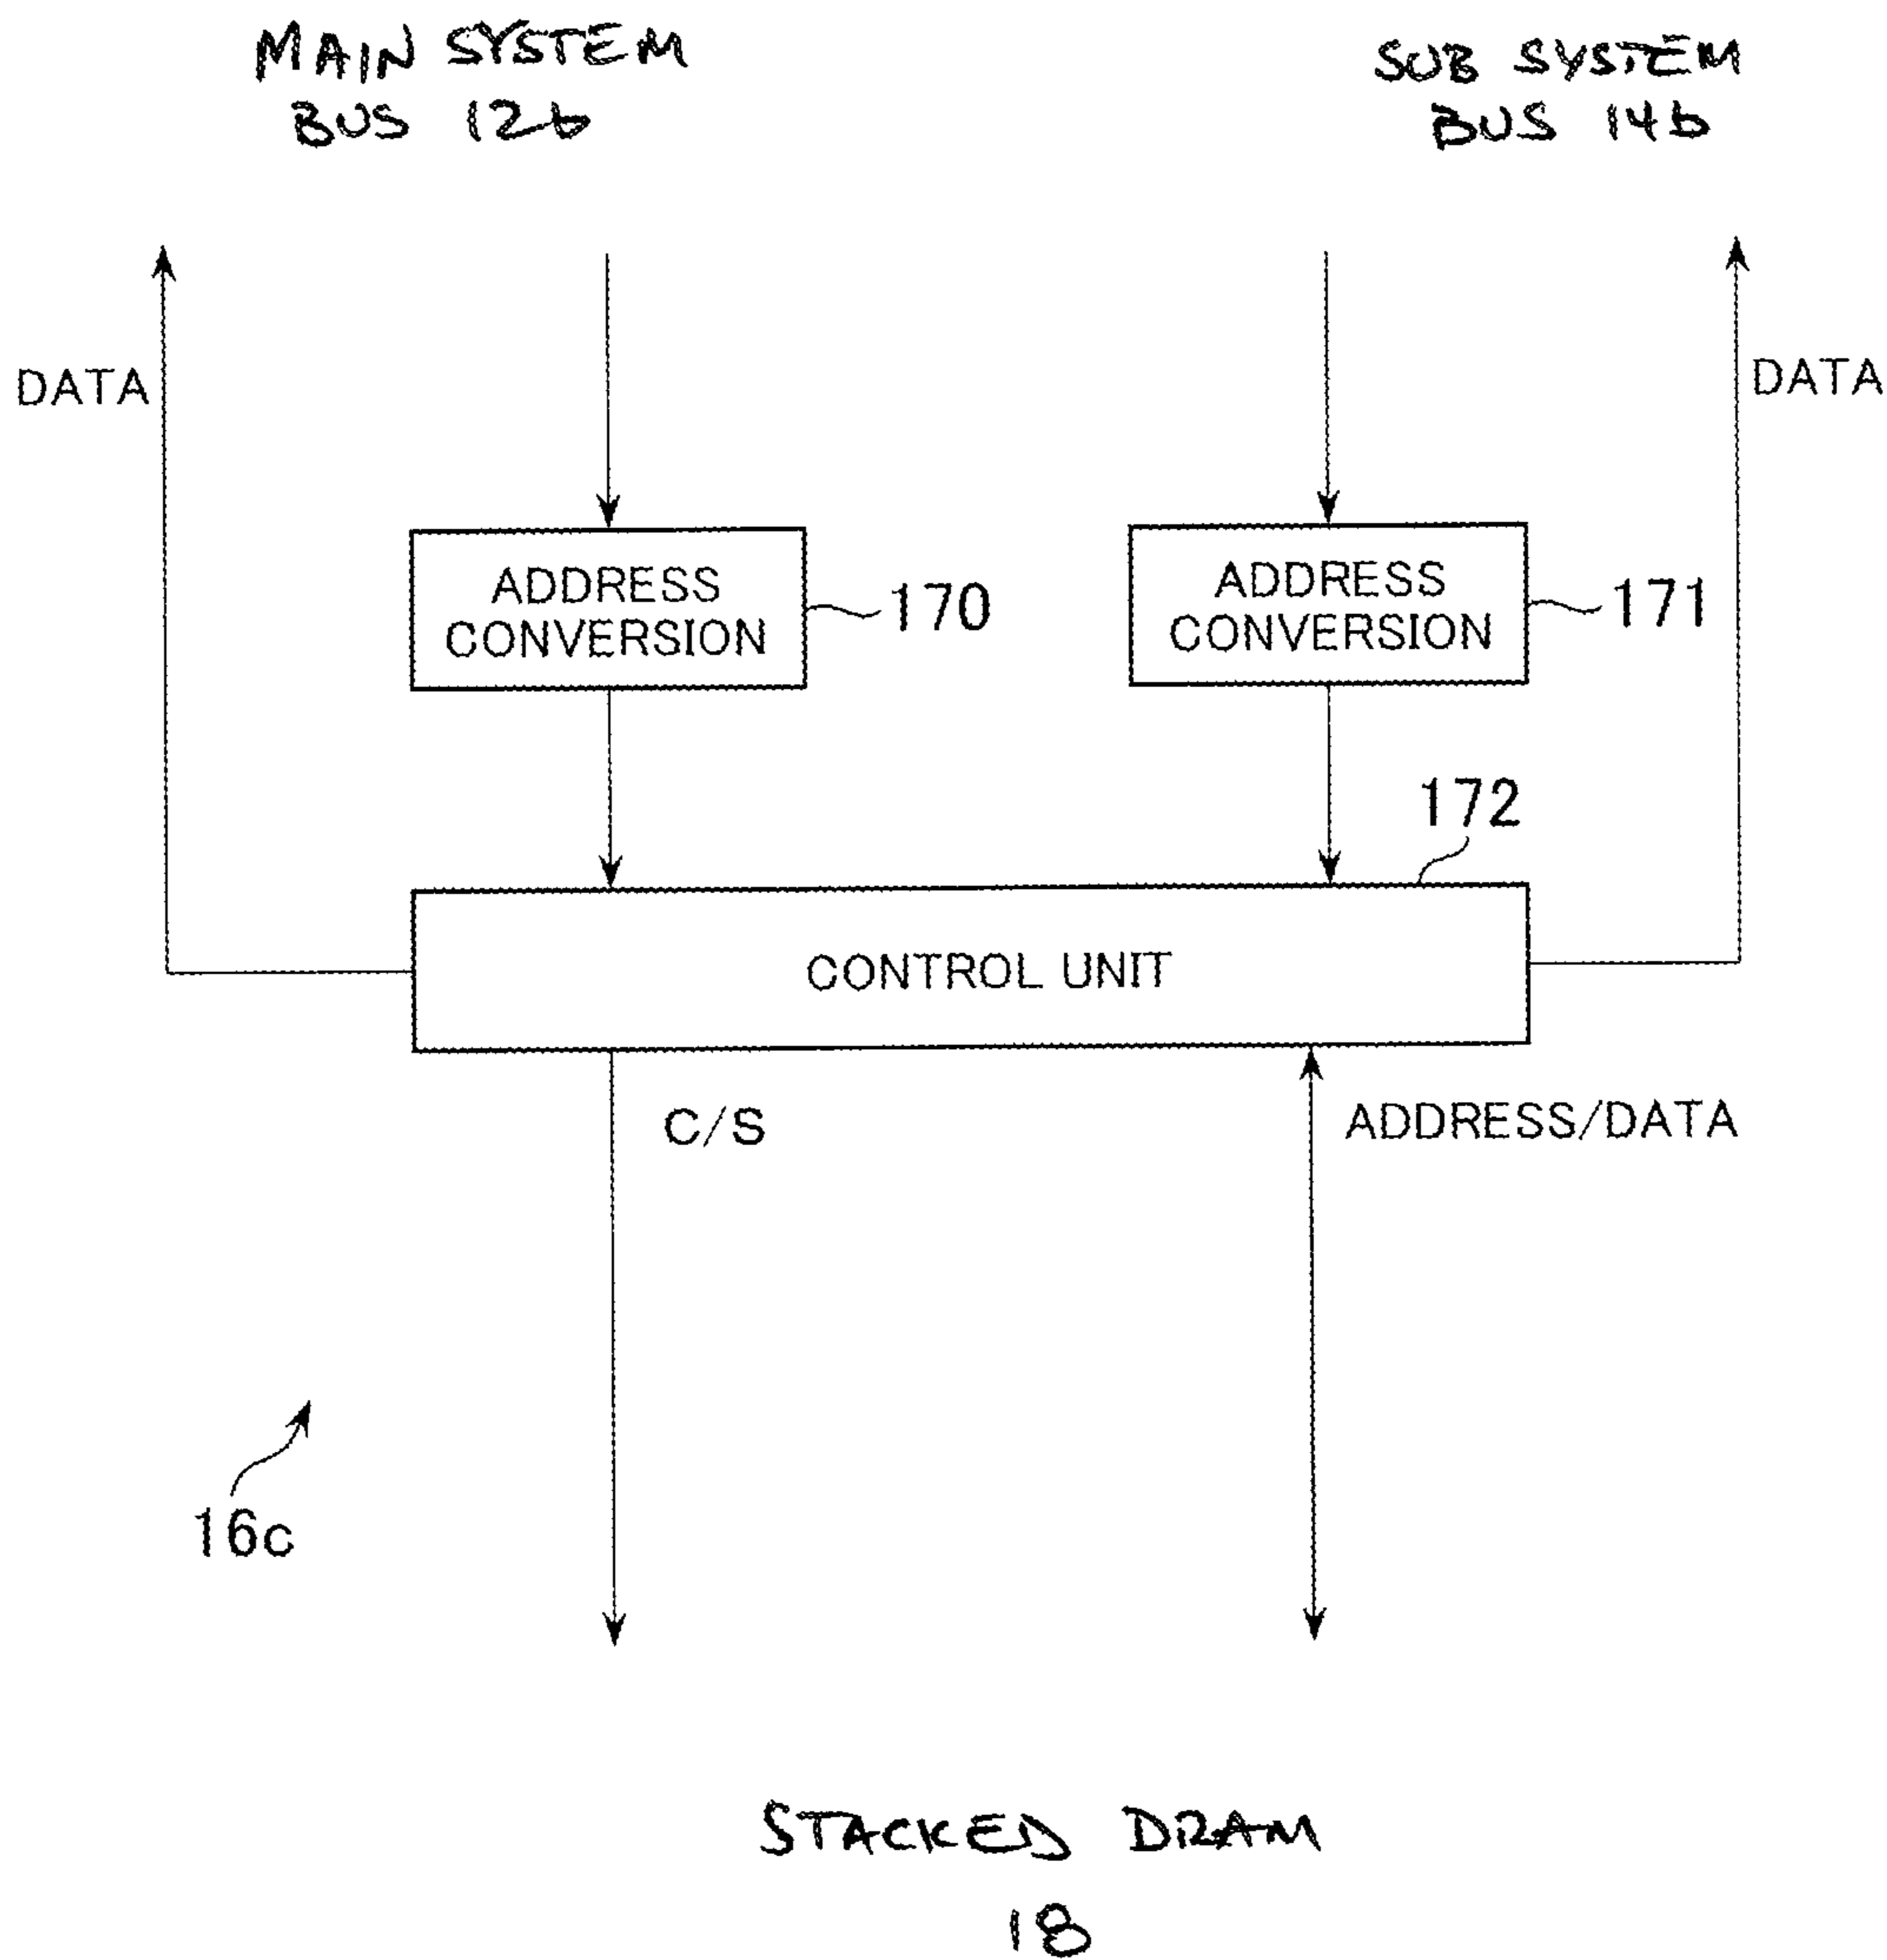 MAIN SYSTEM
BUS 12b
SUB SYSTEM
BUS 14b
DATA
DATA
ADDRESS
CONVERSION
170
ADDRESS
CONVERSION
171
172
CONTROL UNIT
C/S
ADDRESS/DATA
16c
STACKED DRAM
18